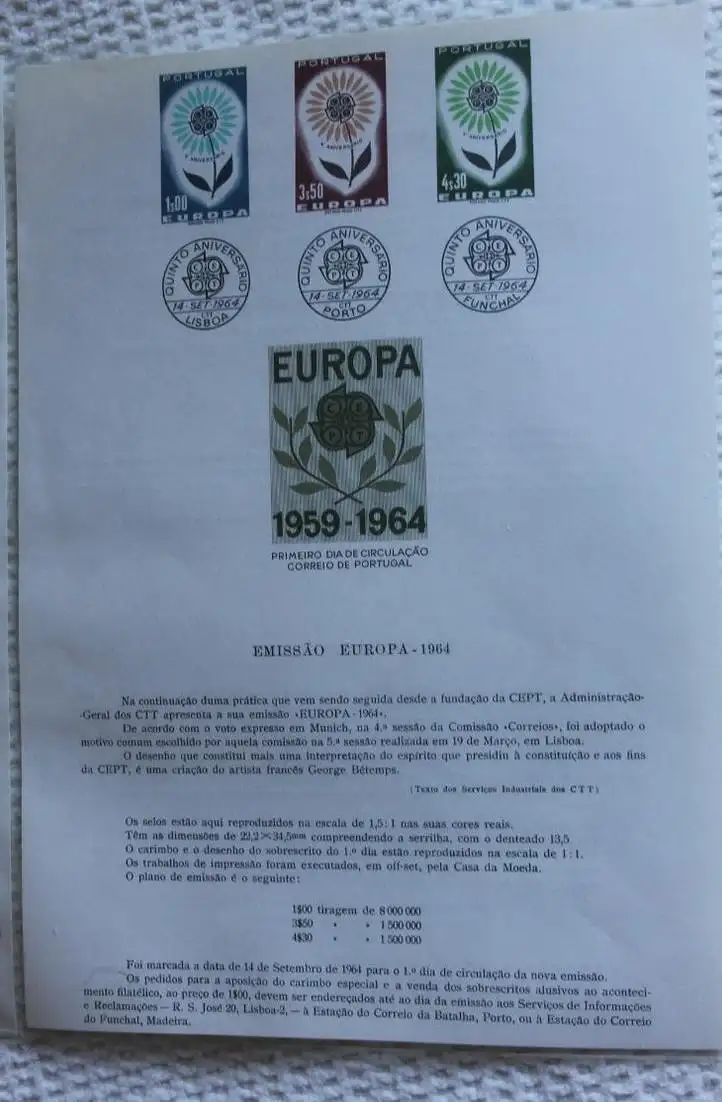 PORTUGAL
V ANIVERSÁRIO
1$00
EUROPA
PORTUGAL
V ANIVERSÁRIO
3$50
EUROPA
PORTUGAL
V ANIVERSÁRIO
4$30
EUROPA
QUINTO ANIVERSÁRIO
C E P T
14-SET-1964
CTT
LISBOA
QUINTO ANIVERSÁRIO
C E P T
14-SET-1964
CTT
PORTO
QUINTO ANIVERSÁRIO
C E P T
14-SET-1964
CTT
FUNCHAL
EUROPA
C E
P T
1959-1964
PRIMEIRO DIA DE CIRCULAÇÃO
CORREIO DE PORTUGAL
EMISSÃO EUROPA-1964
Na continuação duma prática que vem sendo seguida desde a fundação da CEPT, a Administração-
-Geral dos CTT apresenta a sua emissão «EUROPA-1964».
De acordo com o voto expresso em Munich, na 4.ª sessão da Comissão «Correios», foi adoptado o
motivo comum escolhido por aquela comissão na 5.ª sessão realizada em 19 de Março, em Lisboa.
O desenho que constitui mais uma interpretação do espírito que presidiu à constituição e aos fins
da CEPT, é uma criação do artista francês George Bétemps.
(Texto dos Serviços Industriais dos CTT)
Os selos estão aqui reproduzidos na escala de 1,5:1 nas suas cores reais.
Têm as dimensões de 22,2×34,5mm compreendendo a serrilha, com o denteado 13,5.
O carimbo e o desenho do sobrescrito do 1.º dia estão reproduzidos na escala de 1:1.
Os trabalhos de impressão foram executados, em off-set, pela Casa da Moeda.
O plano de emissão é o seguinte:
1$00 tiragem de 8 000 000
3$50 » » 1 500 000
4$30 » » 1 500 000
Foi marcada a data de 14 de Setembro de 1964 para o 1.º dia de circulação da nova emissão.
Os pedidos para a aposição do carimbo especial e a venda dos sobrescritos alusivos ao aconteci-
mento filatélico, ao preço de 1$00, devem ser endereçados até ao dia da emissão aos Serviços de Informações
e Reclamações — R. S. José 20, Lisboa-2, — à Estação do Correio da Batalha, Porto, ou à Estação do Correio
do Funchal, Madeira.